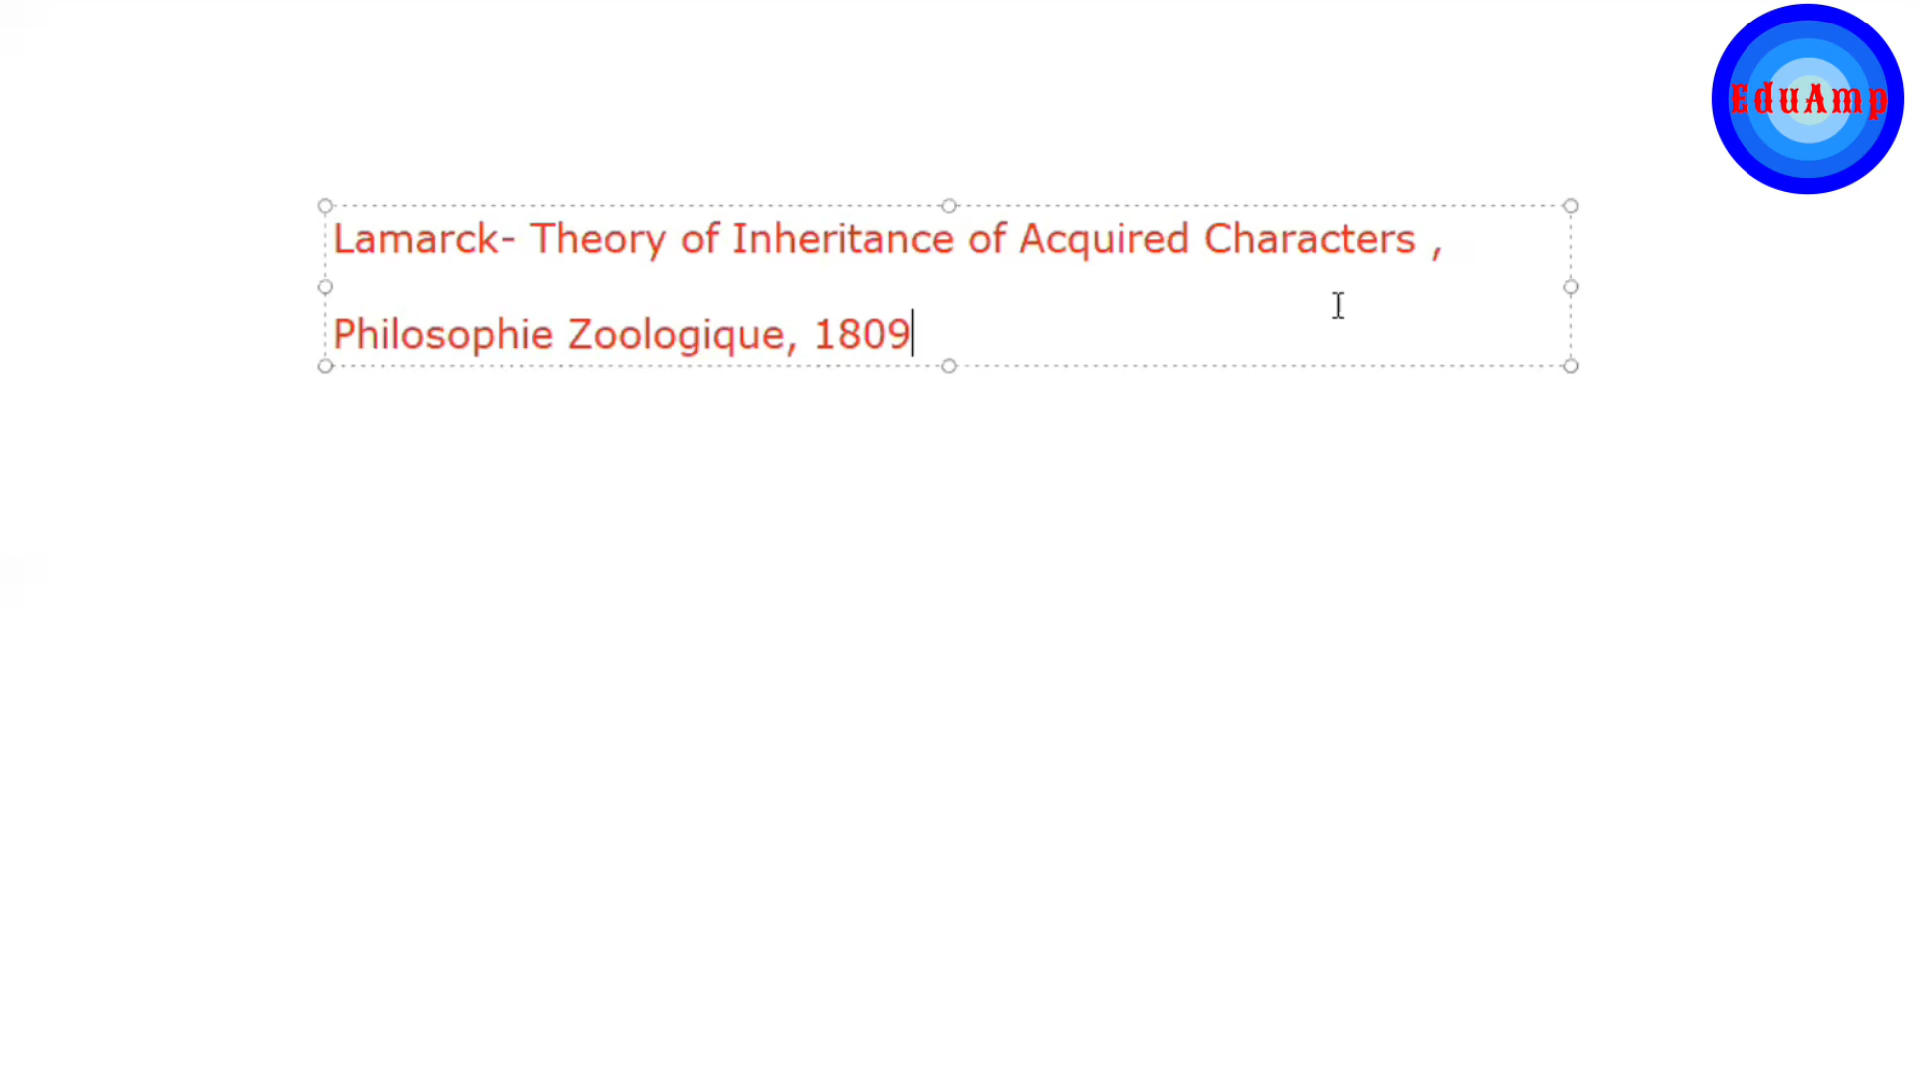 EduAmp
Lamarck- Theory of Inheritance of Acquired Characters ,
Philosophie Zoologique, 1809